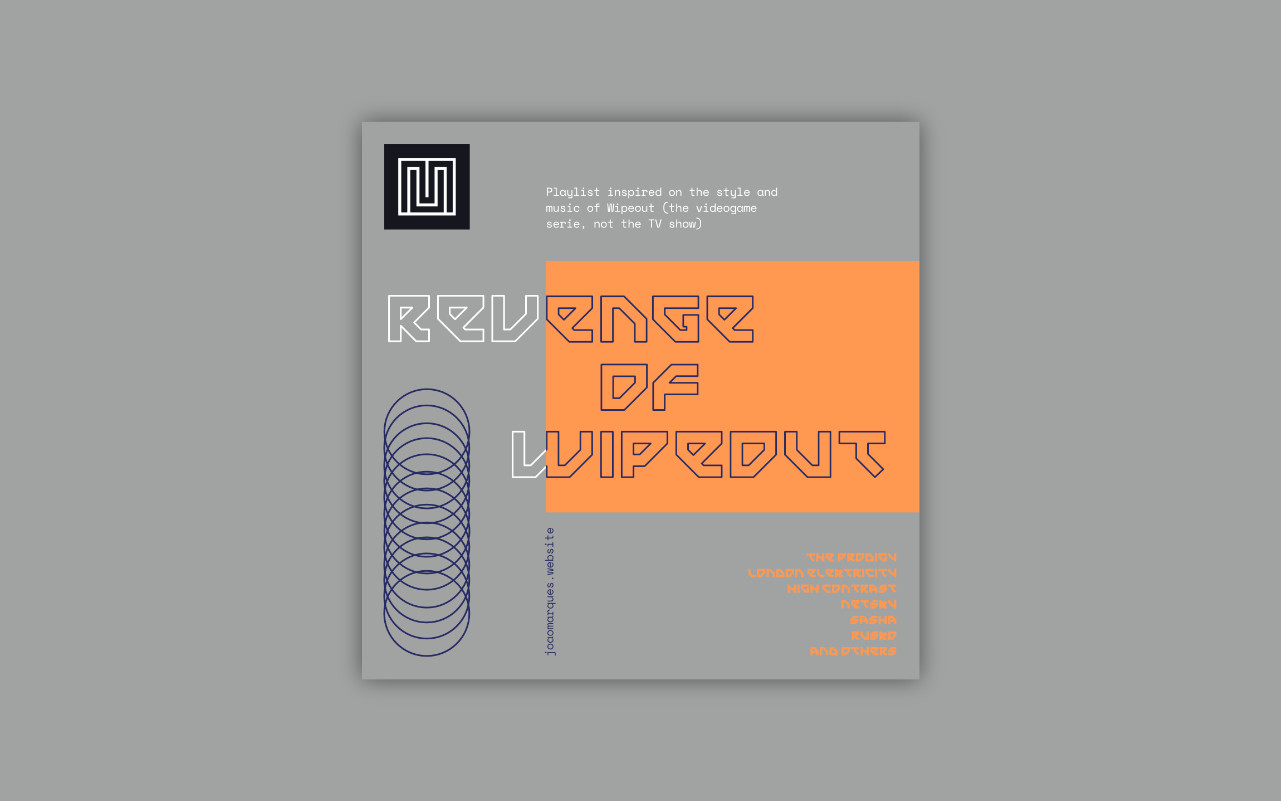 Playlist inspired on the style and
music of Wipeout (the videogame
serie, not the TV show)
REVENGE
OF
WIPEOUT
joaomarques.website
THE PRODIGY
LONDON ELEKTRICITY
HIGH CONTRAST
NETSKY
SASHA
RUSKO
AND OTHERS